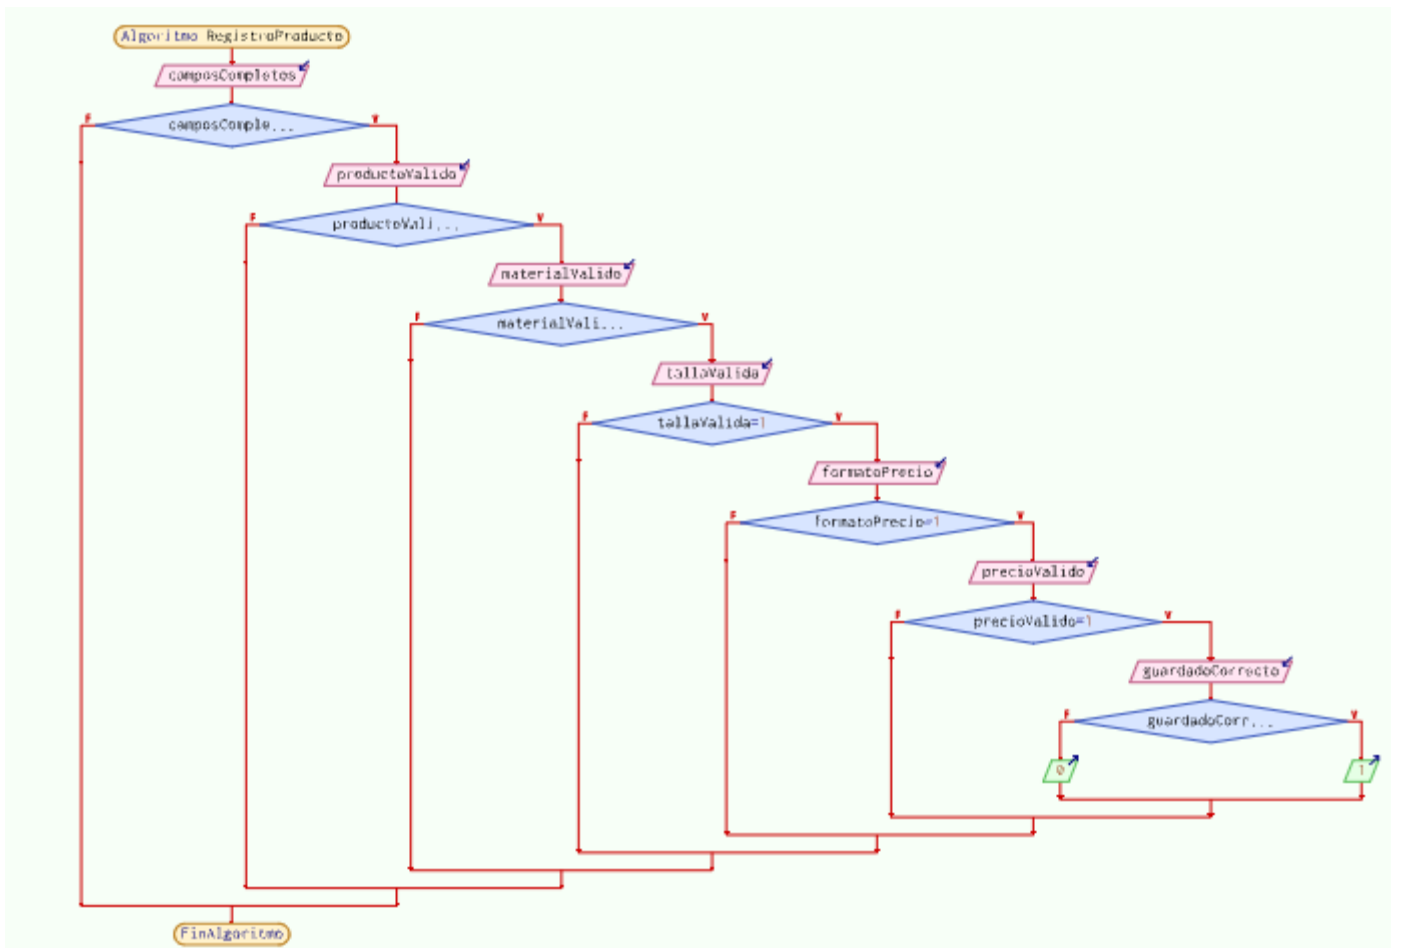 Algoritmo RegistroProducto
camposCompletos
F
camposComple...
V
productoValido
F
productoVali...
V
materialValido
F
materialVali...
V
tallaValida
F
tallaValida=1
V
formatoPrecio
F
formatoPrecio=1
V
precioValido
F
precioValido=1
V
guardadoCorrecto
F
guardadoCorr...
V
0
1
FinAlgoritmo